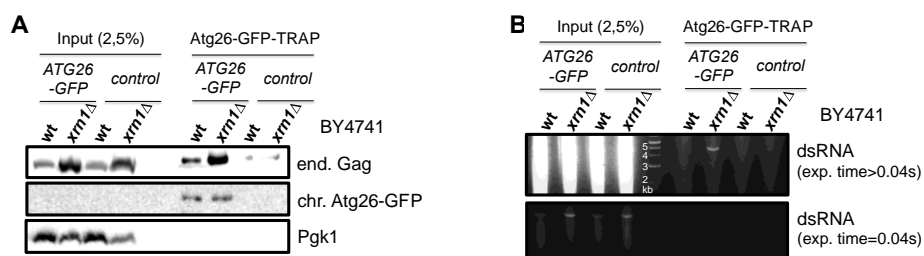 A
Input (2,5%)
Atg26-GFP-TRAP
ATG26
-GFP
control
ATG26
-GFP
control
wt
xrn1Δ
wt
xrn1Δ
wt
xrn1Δ
wt
xrn1Δ
BY4741
end. Gag
chr. Atg26-GFP
Pgk1
B
Input (2,5%)
Atg26-GFP-TRAP
ATG26
-GFP
control
ATG26
-GFP
control
wt
xrn1Δ
wt
xrn1Δ
wt
xrn1Δ
wt
xrn1Δ
BY4741
5
4
3
2
kb
dsRNA
(exp. time>0.04s)
dsRNA
(exp. time=0.04s)